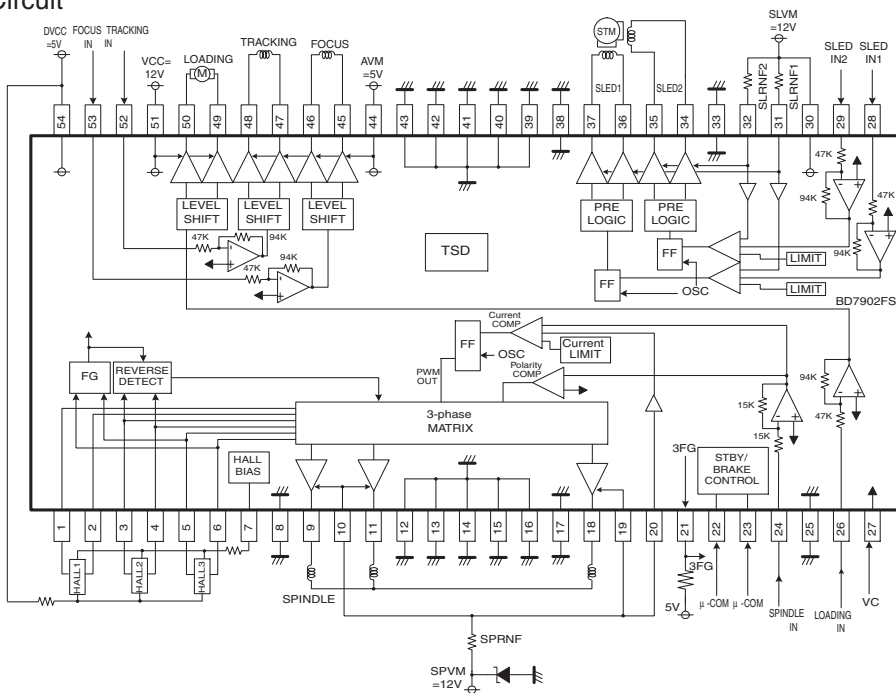 Circuit
DVCC =5V
FOCUS IN
TRACKING IN
VCC= 12V
LOADING
M
TRACKING
FOCUS
AVM =5V
STM
SLED1
SLED2
SLVM =12V
SLRNF2
SLRNF1
SLED IN2
SLED IN1
54 53 52 51 50 49 48 47 46 45 44 43 42 41 40 39 38 37 36 35 34 33 32 31 30 29 28
LEVEL SHIFT
LEVEL SHIFT
LEVEL SHIFT
PRE LOGIC
PRE LOGIC
47K
94K
47K
94K
47K
94K
47K
94K
TSD
FF
FF
OSC
LIMIT
LIMIT
BD7902FS
FG
REVERSE DETECT
Current COMP
FF
OSC
Current LIMIT
PWM OUT
Polarity COMP
3-phase MATRIX
94K
47K
15K
15K
HALL BIAS
3FG
STBY/ BRAKE CONTROL
1 2 3 4 5 6 7 8 9 10 11 12 13 14 15 16 17 18 19 20 21 22 23 24 25 26 27
HALL1
HALL2
HALL3
SPINDLE
3FG
5V
μ-COM
μ-COM
SPINDLE IN
LOADING IN
VC
SPRNF
SPVM =12V